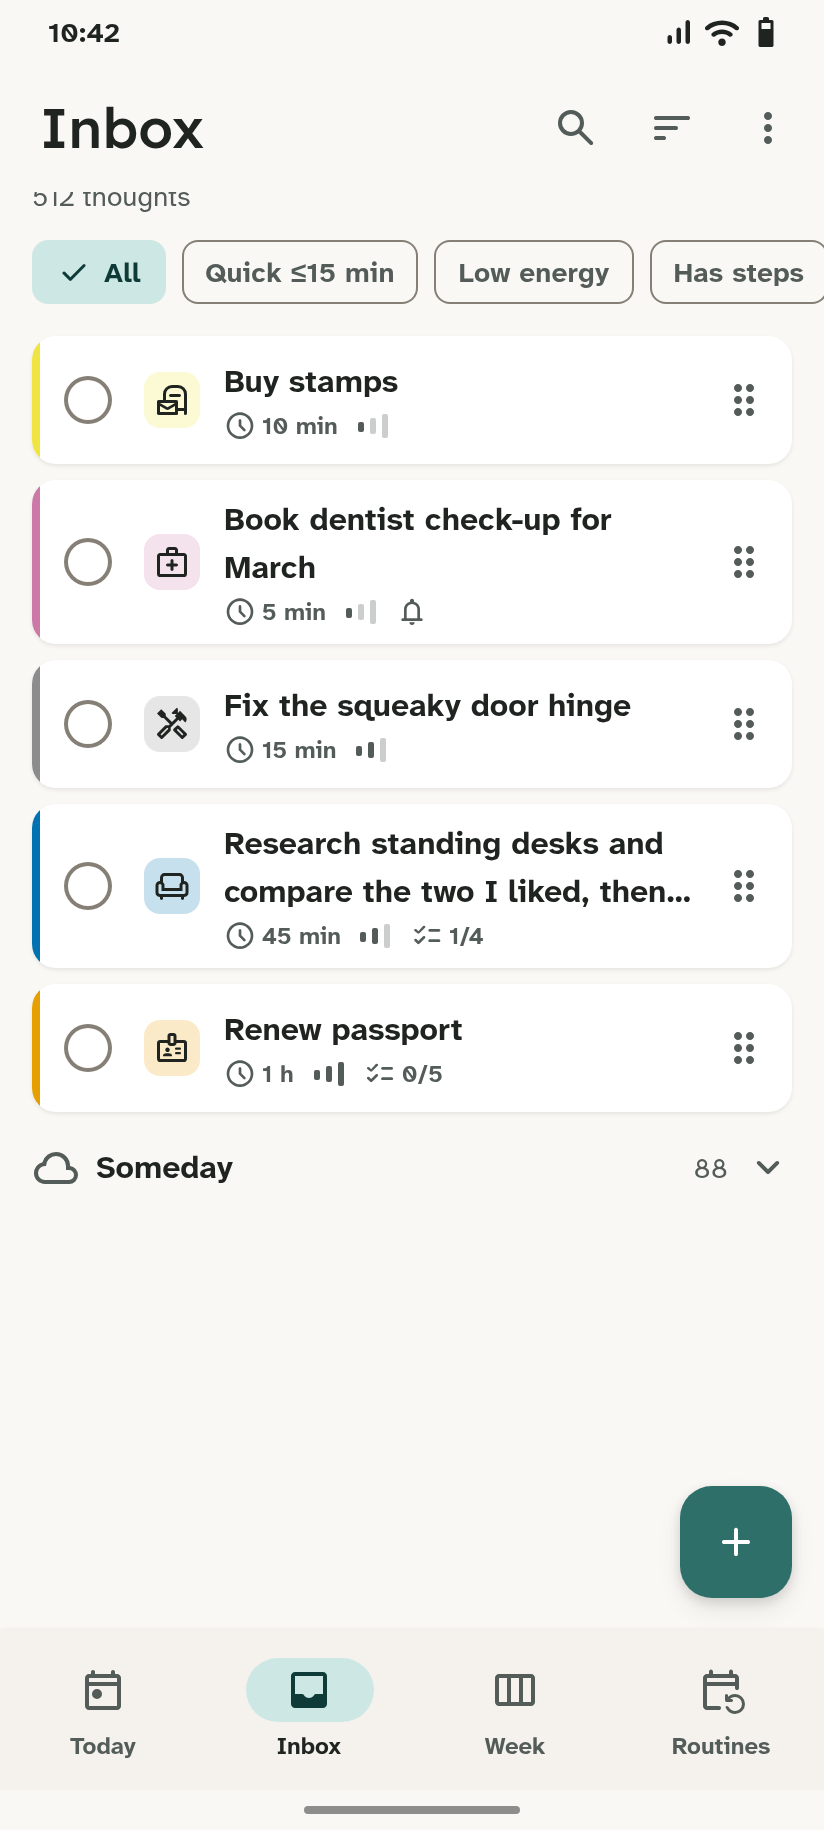 10:42
Inbox
512 thoughts
All
Quick ≤15 min
Low energy
Has steps
Buy stamps
10 min
Book dentist check-up for
March
5 min
Fix the squeaky door hinge
15 min
Research standing desks and
compare the two I liked, then...
45 min
1/4
Renew passport
1 h
0/5
Someday
88
Today
Inbox
Week
Routines